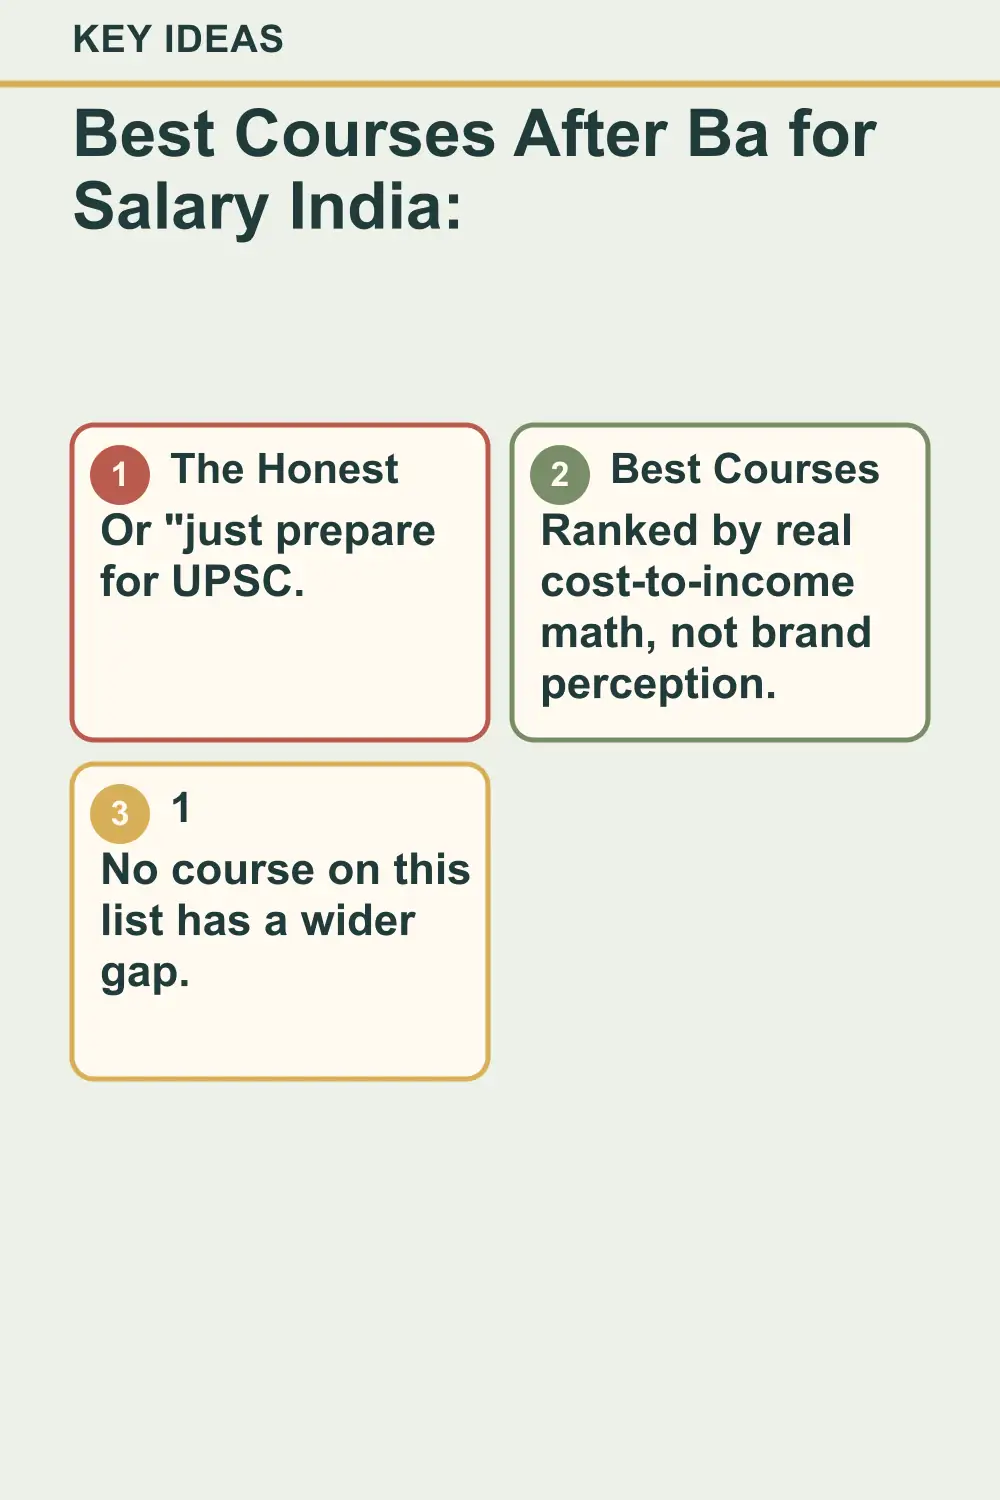 KEY IDEAS
Best Courses After Ba for
Salary India:
1 The Honest
Or "just prepare
for UPSC.
2 Best Courses
Ranked by real
cost-to-income
math, not brand
perception.
3 1
No course on this
list has a wider
gap.